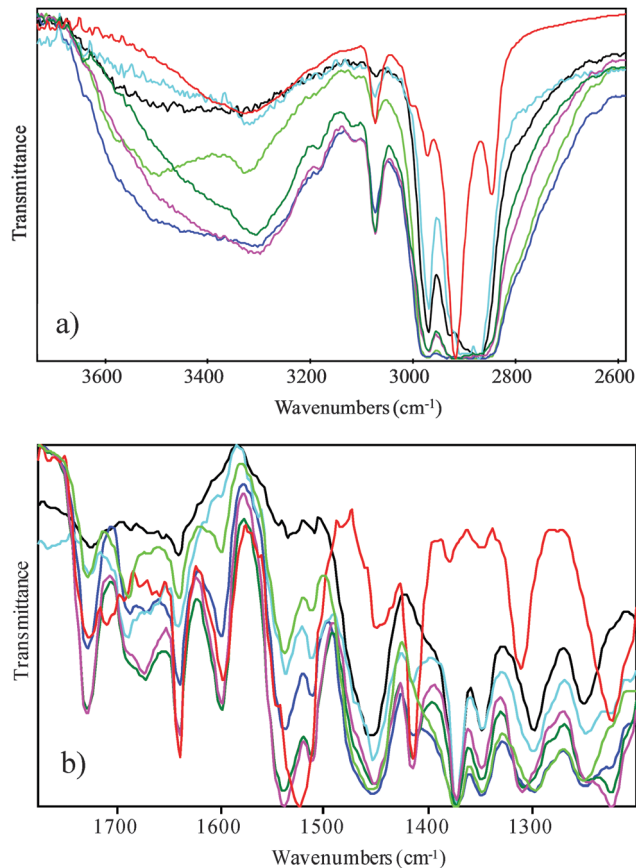 Transmittance
a)
3600 3400 3200 3000 2800 2600
Wavenumbers (cm⁻¹)
Transmittance
b)
1700 1600 1500 1400 1300
Wavenumbers (cm⁻¹)